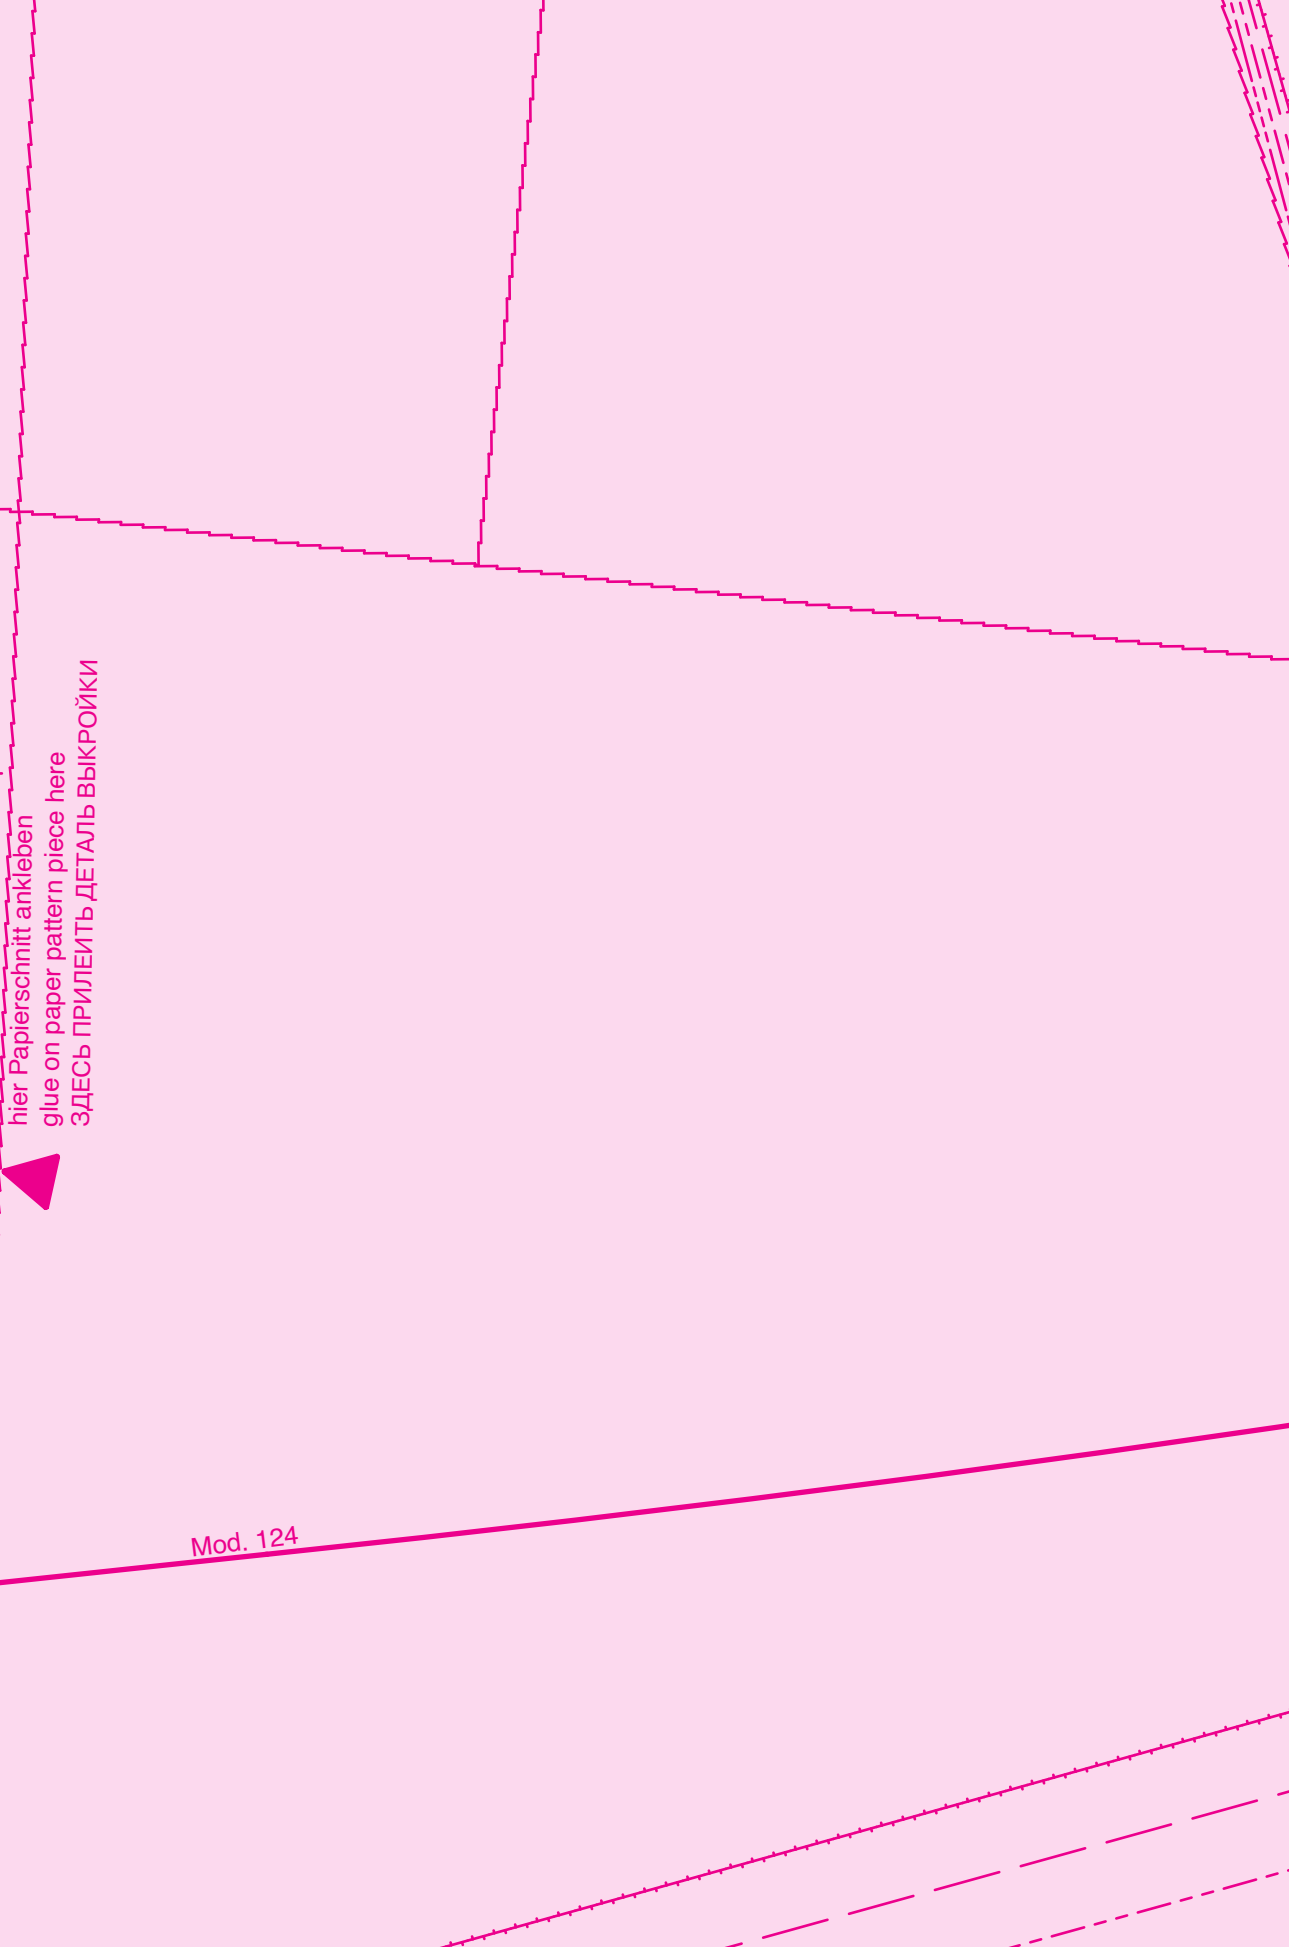 hier Papierschnitt ankleben
glue on paper pattern piece here
ЗДЕСЬ ПРИЛЕИТЬ ДЕТАЛЬ ВЫКРОЙКИ
Mod. 124